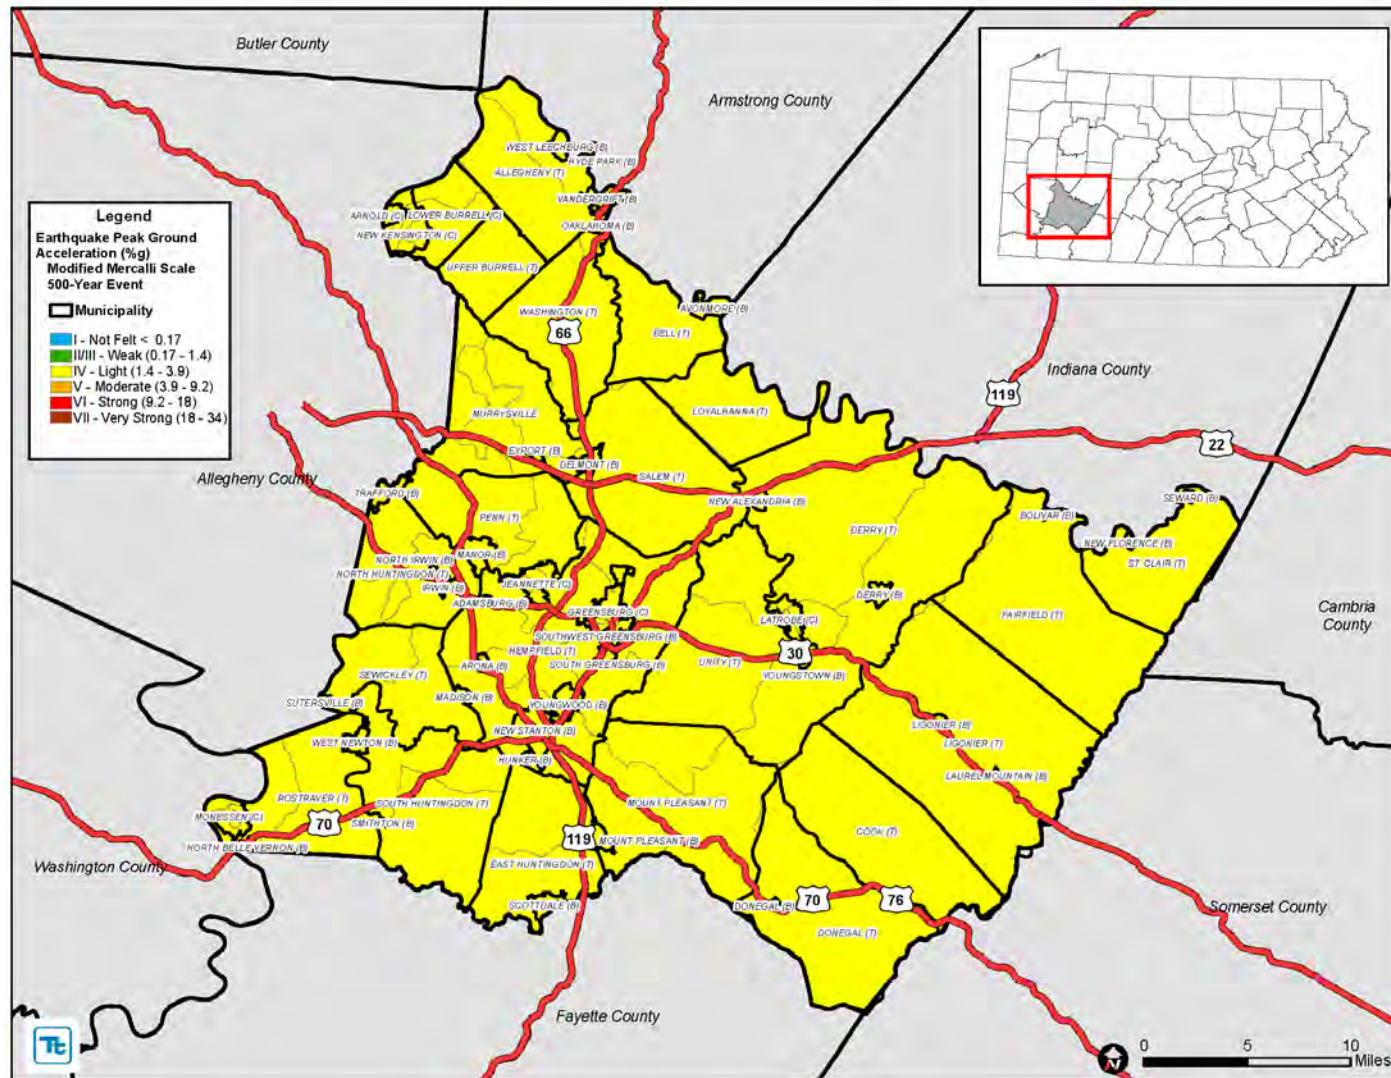 Butler County
Armstrong County
WEST LEECHBURG (B)
HYDE PARK (B)
ALLEGHENY (T)
VANDERGRIFT (B)
Legend
Earthquake Peak Ground
Acceleration (%g)
Modified Mercalli Scale
500-Year Event
Municipality
I - Not Felt < 0.17
II/III - Weak (0.17 - 1.4)
IV - Light (1.4 - 3.9)
V - Moderate (3.9 - 9.2)
VI - Strong (9.2 - 18)
VII - Very Strong (18 - 34)
ARNOLD (C)
LOWER BURRELL (C)
OKLAHOMA (B)
NEW KENSINGTON (C)
UPPER BURRELL (T)
WASHINGTON (T)
AVONMORE (B)
66
BELL (T)
Indiana County
119
MURRYSVILLE
LOYALHANNA (T)
22
EXPORT (B)
DELMONT (B)
Allegheny County
SALEM (T)
TRAFFORD (B)
NEW ALEXANDRIA (B)
SEWARD (B)
PENN (T)
BOLIVAR (B)
DERRY (T)
NEW FLORENCE (B)
MANOR (B)
NORTH IRWIN (B)
ST CLAIR (T)
NORTH HUNTINGDON (T)
JEANNETTE (C)
IRWIN (B)
DERRY (B)
ADAMSBURG (B)
GREENSBURG (C)
LATROBE (C)
FAIRFIELD (T)
Cambria
County
SOUTHWEST GREENSBURG (B)
HEMPFIELD (T)
30
ARONA (B)
SOUTH GREENSBURG (B)
UNITY (T)
SEWICKLEY (T)
YOUNGSTOWN (B)
MADISON (B)
SUTERSVILLE (B)
YOUNGWOOD (B)
LIGONIER (B)
NEW STANTON (B)
WEST NEWTON (B)
LIGONIER (T)
HUNKER (B)
LAUREL MOUNTAIN (B)
ROSTRAVER (T)
SOUTH HUNTINGDON (T)
MOUNT PLEASANT (T)
MONESSEN (C)
70
SMITHTON (B)
COOK (T)
119
MOUNT PLEASANT (B)
NORTH BELLE VERNON (B)
Washington County
EAST HUNTINGDON (T)
70
76
SCOTTDALE (B)
DONEGAL (B)
Somerset County
DONEGAL (T)
Fayette County
Tt
0 5 10
Miles